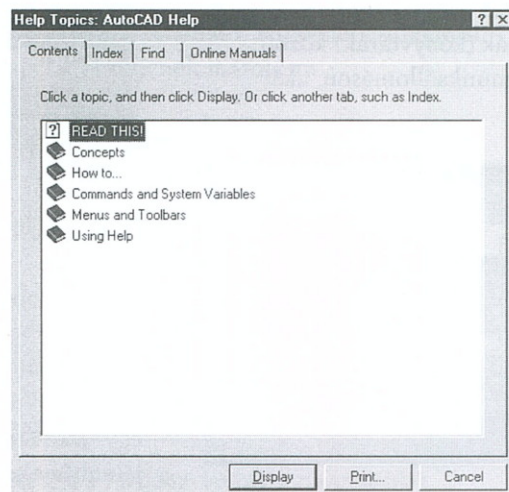 Help Topics: AutoCAD Help
Contents Index Find Online Manuals
Click a topic, and then click Display. Or click another tab, such as Index.
READ THIS!
Concepts
How to...
Commands and System Variables
Menus and Toolbars
Using Help
Display Print... Cancel